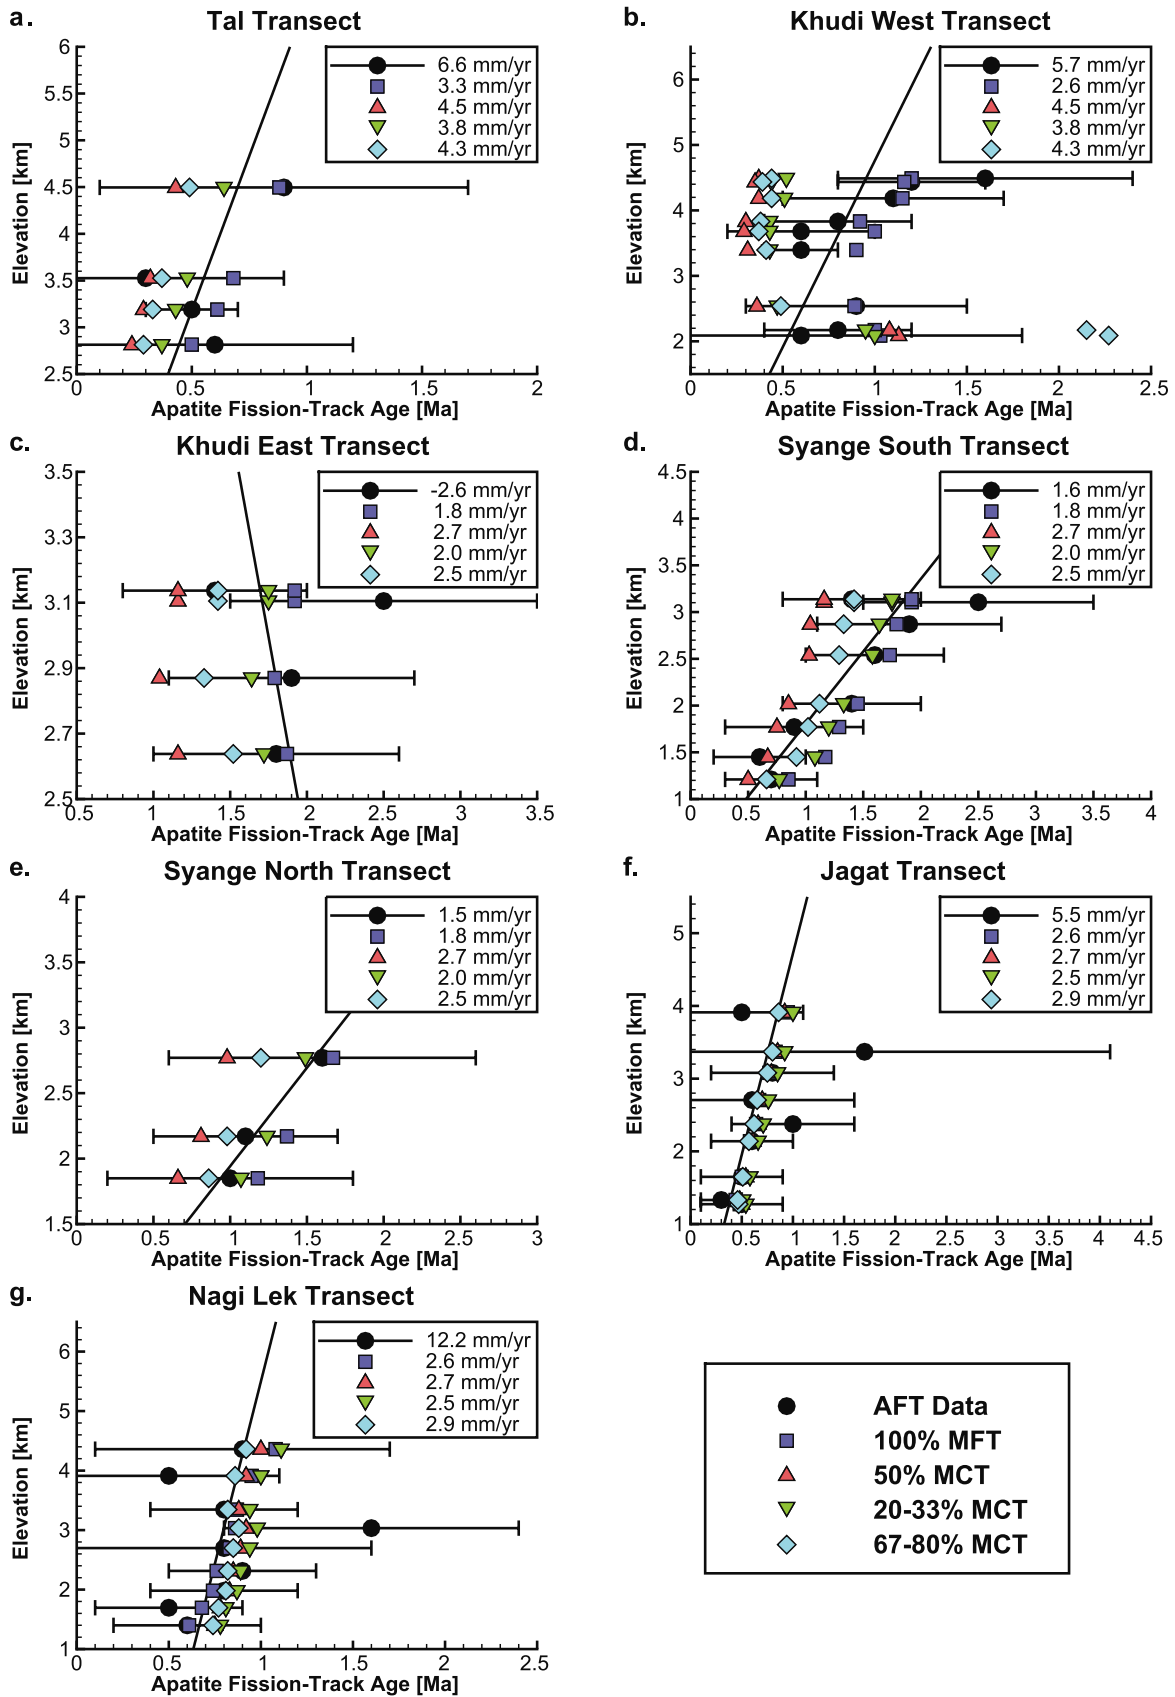 a. Tal Transect
6.6 mm/yr
3.3 mm/yr
4.5 mm/yr
3.8 mm/yr
4.3 mm/yr
Elevation [km]
6
5.5
5
4.5
4
3.5
3
2.5
0 0.5 1 1.5 2
Apatite Fission-Track Age [Ma]
b. Khudi West Transect
5.7 mm/yr
2.6 mm/yr
4.5 mm/yr
3.8 mm/yr
4.3 mm/yr
Elevation [km]
6
5
4
3
2
0 0.5 1 1.5 2 2.5
Apatite Fission-Track Age [Ma]
c. Khudi East Transect
-2.6 mm/yr
1.8 mm/yr
2.7 mm/yr
2.0 mm/yr
2.5 mm/yr
Elevation [km]
3.5
3.3
3.1
2.9
2.7
2.5
0.5 1 1.5 2 2.5 3 3.5
Apatite Fission-Track Age [Ma]
d. Syange South Transect
1.6 mm/yr
1.8 mm/yr
2.7 mm/yr
2.0 mm/yr
2.5 mm/yr
Elevation [km]
4.5
4
3.5
3
2.5
2
1.5
1
0 0.5 1 1.5 2 2.5 3 3.5 4
Apatite Fission-Track Age [Ma]
e. Syange North Transect
1.5 mm/yr
1.8 mm/yr
2.7 mm/yr
2.0 mm/yr
2.5 mm/yr
Elevation [km]
4
3.5
3
2.5
2
1.5
0 0.5 1 1.5 2 2.5 3
Apatite Fission-Track Age [Ma]
f. Jagat Transect
5.5 mm/yr
2.6 mm/yr
2.7 mm/yr
2.5 mm/yr
2.9 mm/yr
Elevation [km]
5
4
3
2
1
0 0.5 1 1.5 2 2.5 3 3.5 4 4.5
Apatite Fission-Track Age [Ma]
g. Nagi Lek Transect
12.2 mm/yr
2.6 mm/yr
2.7 mm/yr
2.5 mm/yr
2.9 mm/yr
Elevation [km]
6
5
4
3
2
1
0 0.5 1 1.5 2 2.5
Apatite Fission-Track Age [Ma]
AFT Data
100% MFT
50% MCT
20-33% MCT
67-80% MCT